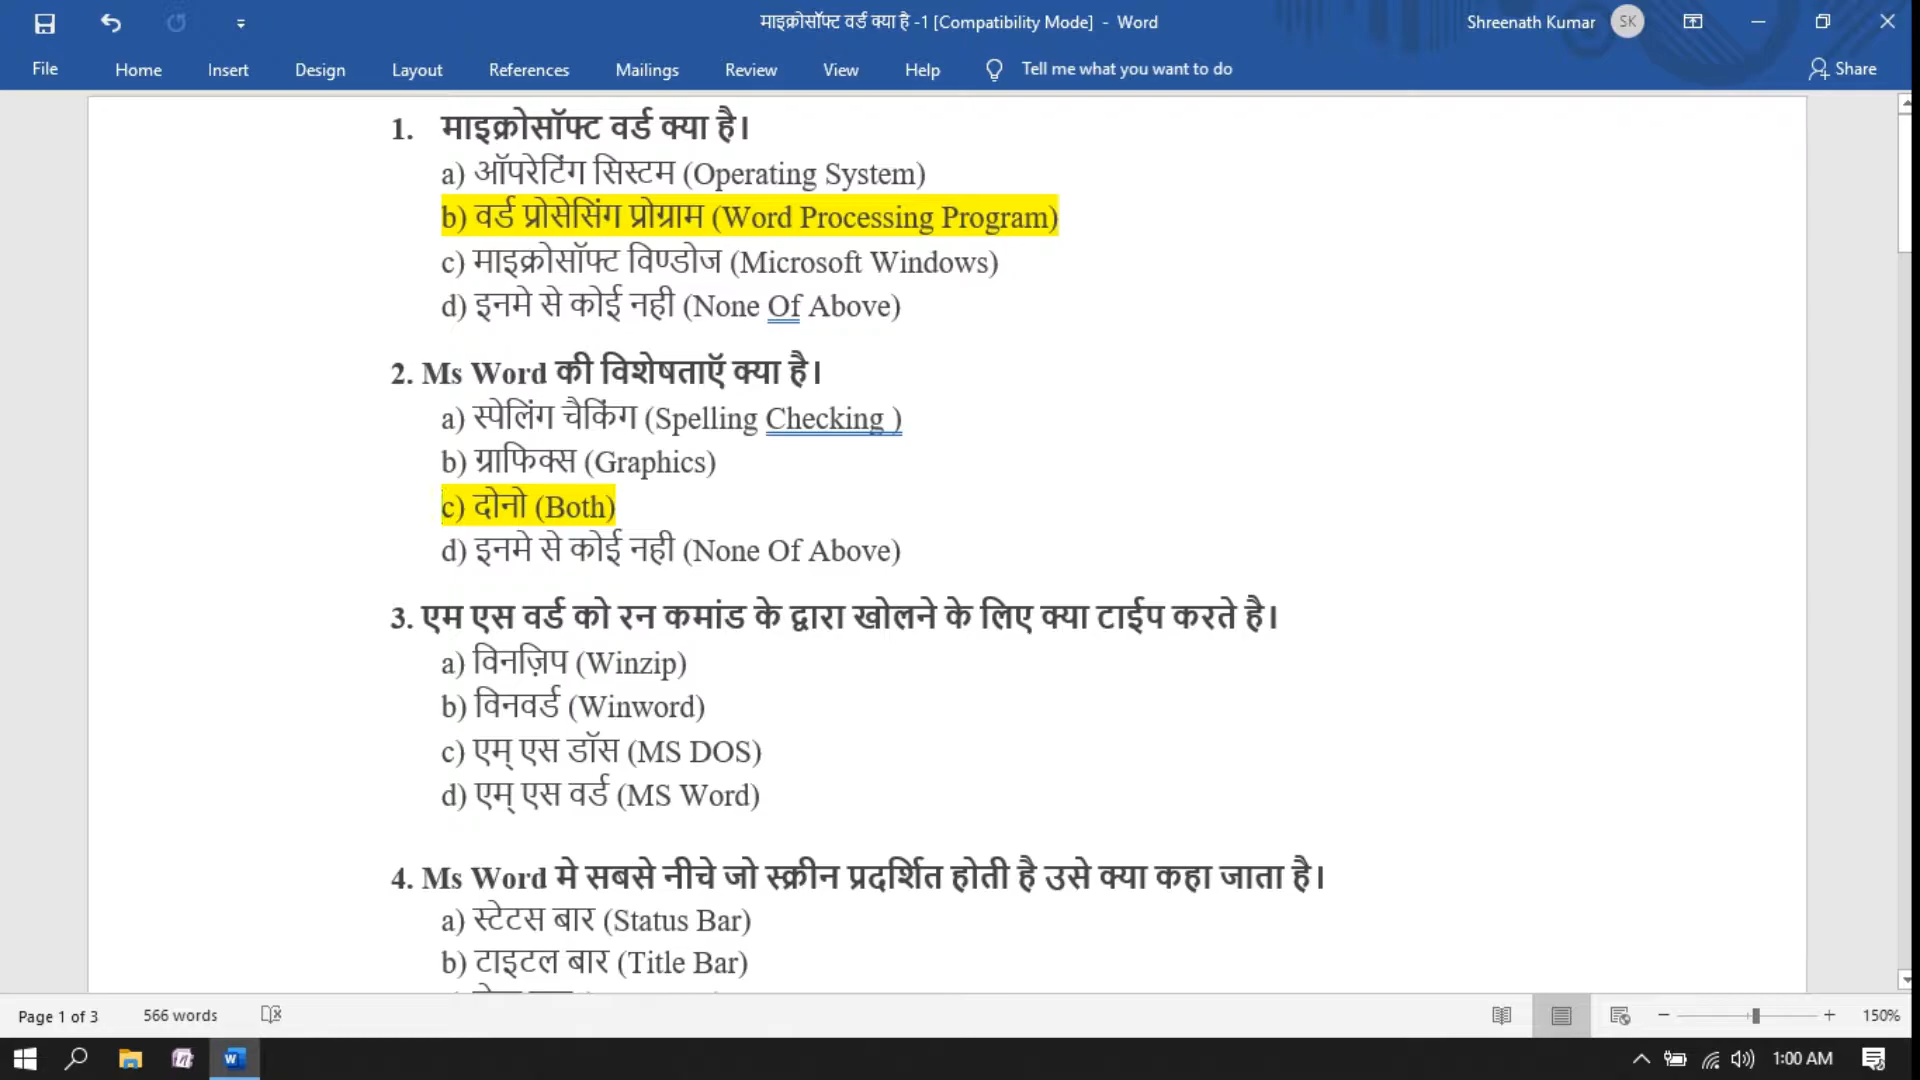 माइक्रोसॉफ्ट वर्ड क्या है -1 [Compatibility Mode] - Word
Shreenath Kumar
SK
File
Home
Insert
Design
Layout
References
Mailings
Review
View
Help
Tell me what you want to do
Share
1. माइक्रोसॉफ्ट वर्ड क्या है।
a) ऑपरेटिंग सिस्टम (Operating System)
b) वर्ड प्रोसेसिंग प्रोग्राम (Word Processing Program)
c) माइक्रोसॉफ्ट विण्डोज (Microsoft Windows)
d) इनमे से कोई नही (None Of Above)
2. Ms Word की विशेषताऍ क्या है।
a) स्पेलिंग चैकिंग (Spelling Checking )
b) ग्राफिक्स (Graphics)
c) दोनो (Both)
d) इनमे से कोई नही (None Of Above)
3. एम एस वर्ड को रन कमांड के द्वारा खोलने के लिए क्या टाईप करते है।
a) विनज़िप (Winzip)
b) विनवर्ड (Winword)
c) एम् एस डॉस (MS DOS)
d) एम् एस वर्ड (MS Word)
4. Ms Word मे सबसे नीचे जो स्क्रीन प्रदर्शित होती है उसे क्या कहा जाता है।
a) स्टेटस बार (Status Bar)
b) टाइटल बार (Title Bar)
Page 1 of 3
566 words
150%
1:00 AM